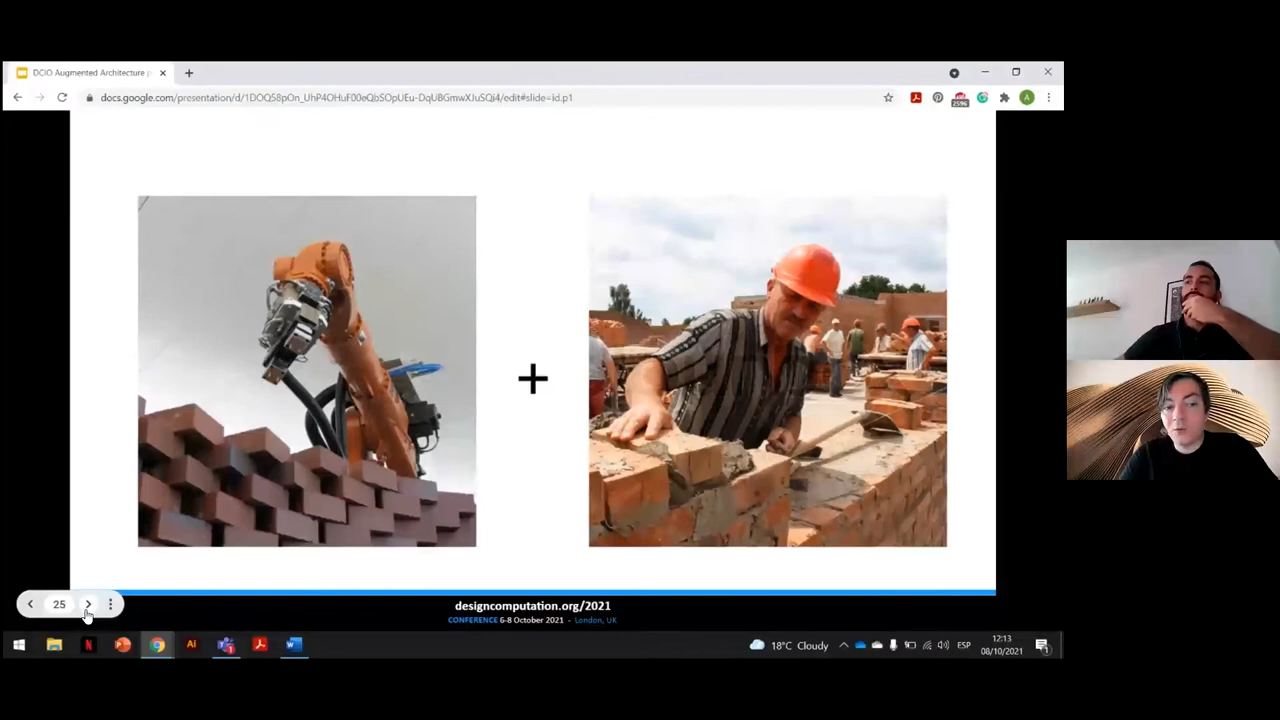 DCIO Augmented Architecture p
docs.google.com/presentation/d/1DOQ58pOn_UhP4OHuF00eQbSOpUEu-DqUBGmwXJuSQi4/edit#slide=id.p1
2596
A
+
25
designcomputation.org/2021
CONFERENCE 6-8 October 2021 - London, UK
18°C Cloudy
ESP
12:13
08/10/2021